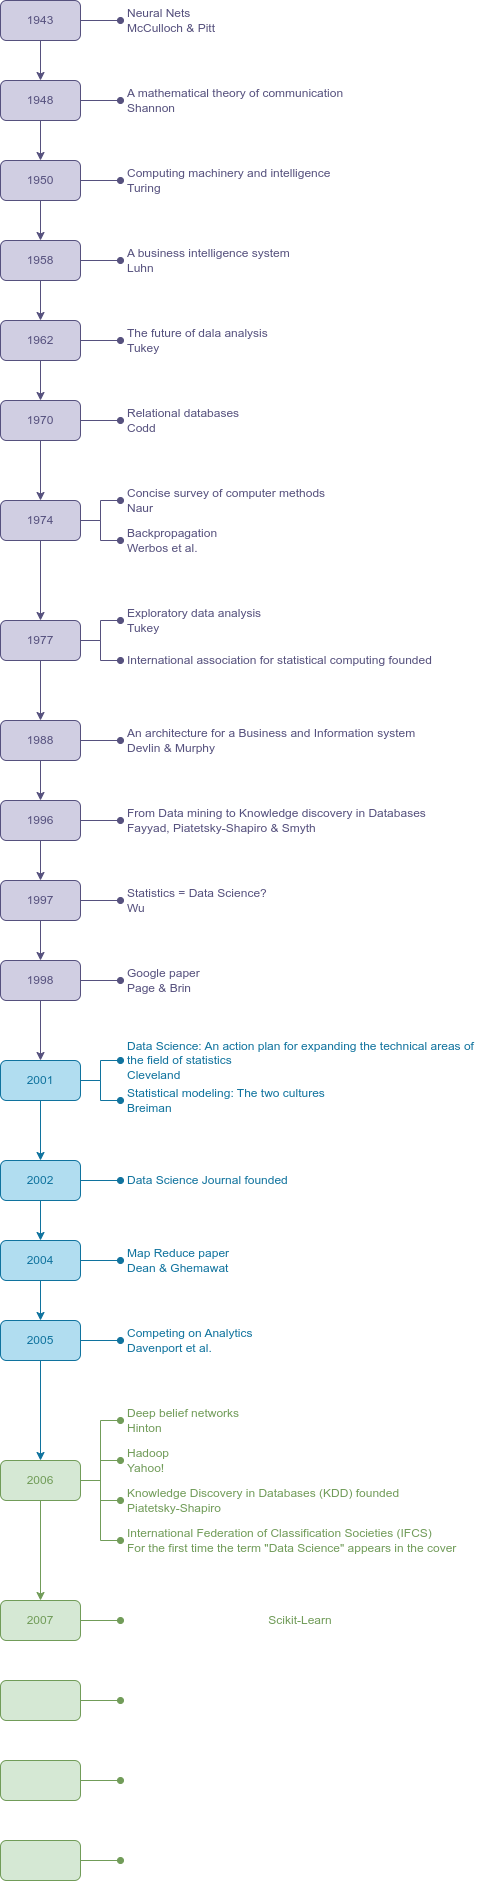 1943
Neural Nets
McCulloch & Pitt
1948
A mathematical theory of communication
Shannon
1950
Computing machinery and intelligence
Turing
1958
A business intelligence system
Luhn
1962
The future of dala analysis
Tukey
1970
Relational databases
Codd
1974
Concise survey of computer methods
Naur
Backpropagation
Werbos et al.
1977
Exploratory data analysis
Tukey
International association for statistical computing founded
1988
An architecture for a Business and Information system
Devlin & Murphy
1996
From Data mining to Knowledge discovery in Databases
Fayyad, Piatetsky-Shapiro & Smyth
1997
Statistics = Data Science?
Wu
1998
Google paper
Page & Brin
2001
Data Science: An action plan for expanding the technical areas of
the field of statistics
Cleveland
Statistical modeling: The two cultures
Breiman
2002
Data Science Journal founded
2004
Map Reduce paper
Dean & Ghemawat
2005
Competing on Analytics
Davenport et al.
2006
Deep belief networks
Hinton
Hadoop
Yahoo!
Knowledge Discovery in Databases (KDD) founded
Piatetsky-Shapiro
International Federation of Classification Societies (IFCS)
For the first time the term "Data Science" appears in the cover
2007
Scikit-Learn